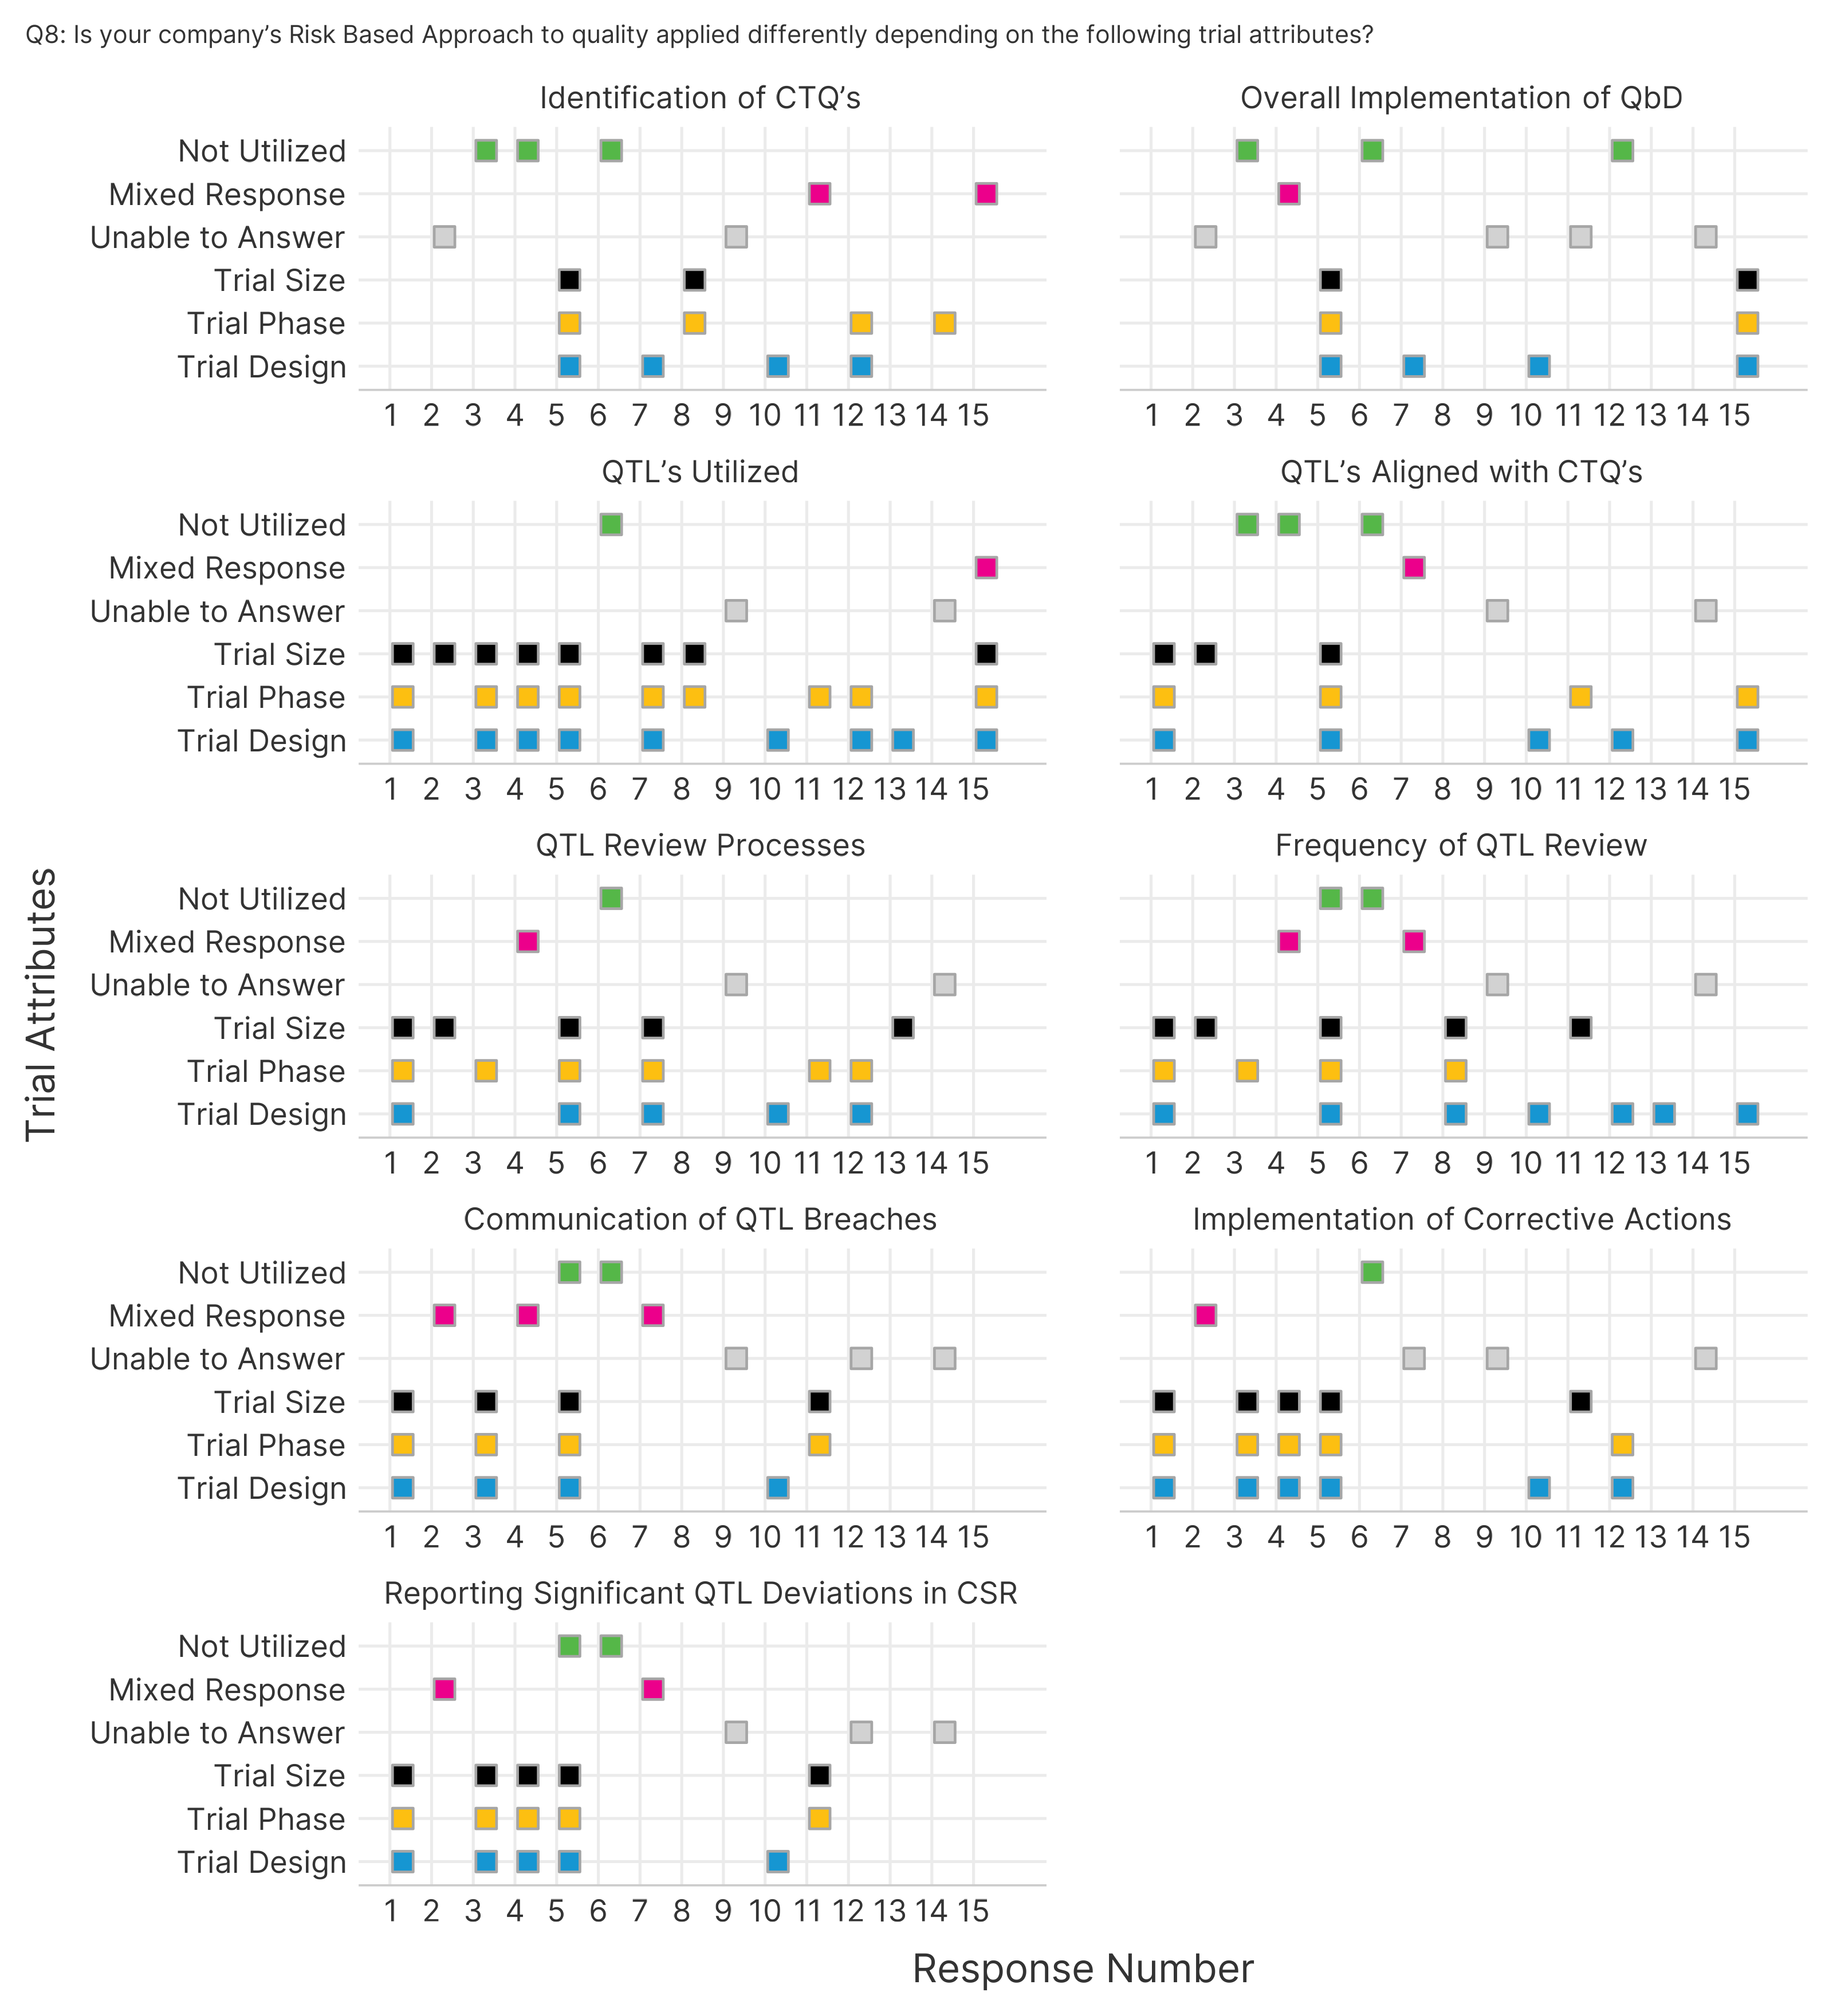 Q8: Is your company’s Risk Based Approach to quality applied differently depending on the following trial attributes?
Identification of CTQ’s
Not Utilized
Mixed Response
Unable to Answer
Trial Size
Trial Phase
Trial Design
1 2 3 4 5 6 7 8 9 10 11 12 13 14 15
Overall Implementation of QbD
1 2 3 4 5 6 7 8 9 10 11 12 13 14 15
QTL’s Utilized
Not Utilized
Mixed Response
Unable to Answer
Trial Size
Trial Phase
Trial Design
1 2 3 4 5 6 7 8 9 10 11 12 13 14 15
QTL’s Aligned with CTQ’s
1 2 3 4 5 6 7 8 9 10 11 12 13 14 15
Trial Attributes
QTL Review Processes
Not Utilized
Mixed Response
Unable to Answer
Trial Size
Trial Phase
Trial Design
1 2 3 4 5 6 7 8 9 10 11 12 13 14 15
Frequency of QTL Review
1 2 3 4 5 6 7 8 9 10 11 12 13 14 15
Communication of QTL Breaches
Not Utilized
Mixed Response
Unable to Answer
Trial Size
Trial Phase
Trial Design
1 2 3 4 5 6 7 8 9 10 11 12 13 14 15
Implementation of Corrective Actions
1 2 3 4 5 6 7 8 9 10 11 12 13 14 15
Reporting Significant QTL Deviations in CSR
Not Utilized
Mixed Response
Unable to Answer
Trial Size
Trial Phase
Trial Design
1 2 3 4 5 6 7 8 9 10 11 12 13 14 15
Response Number